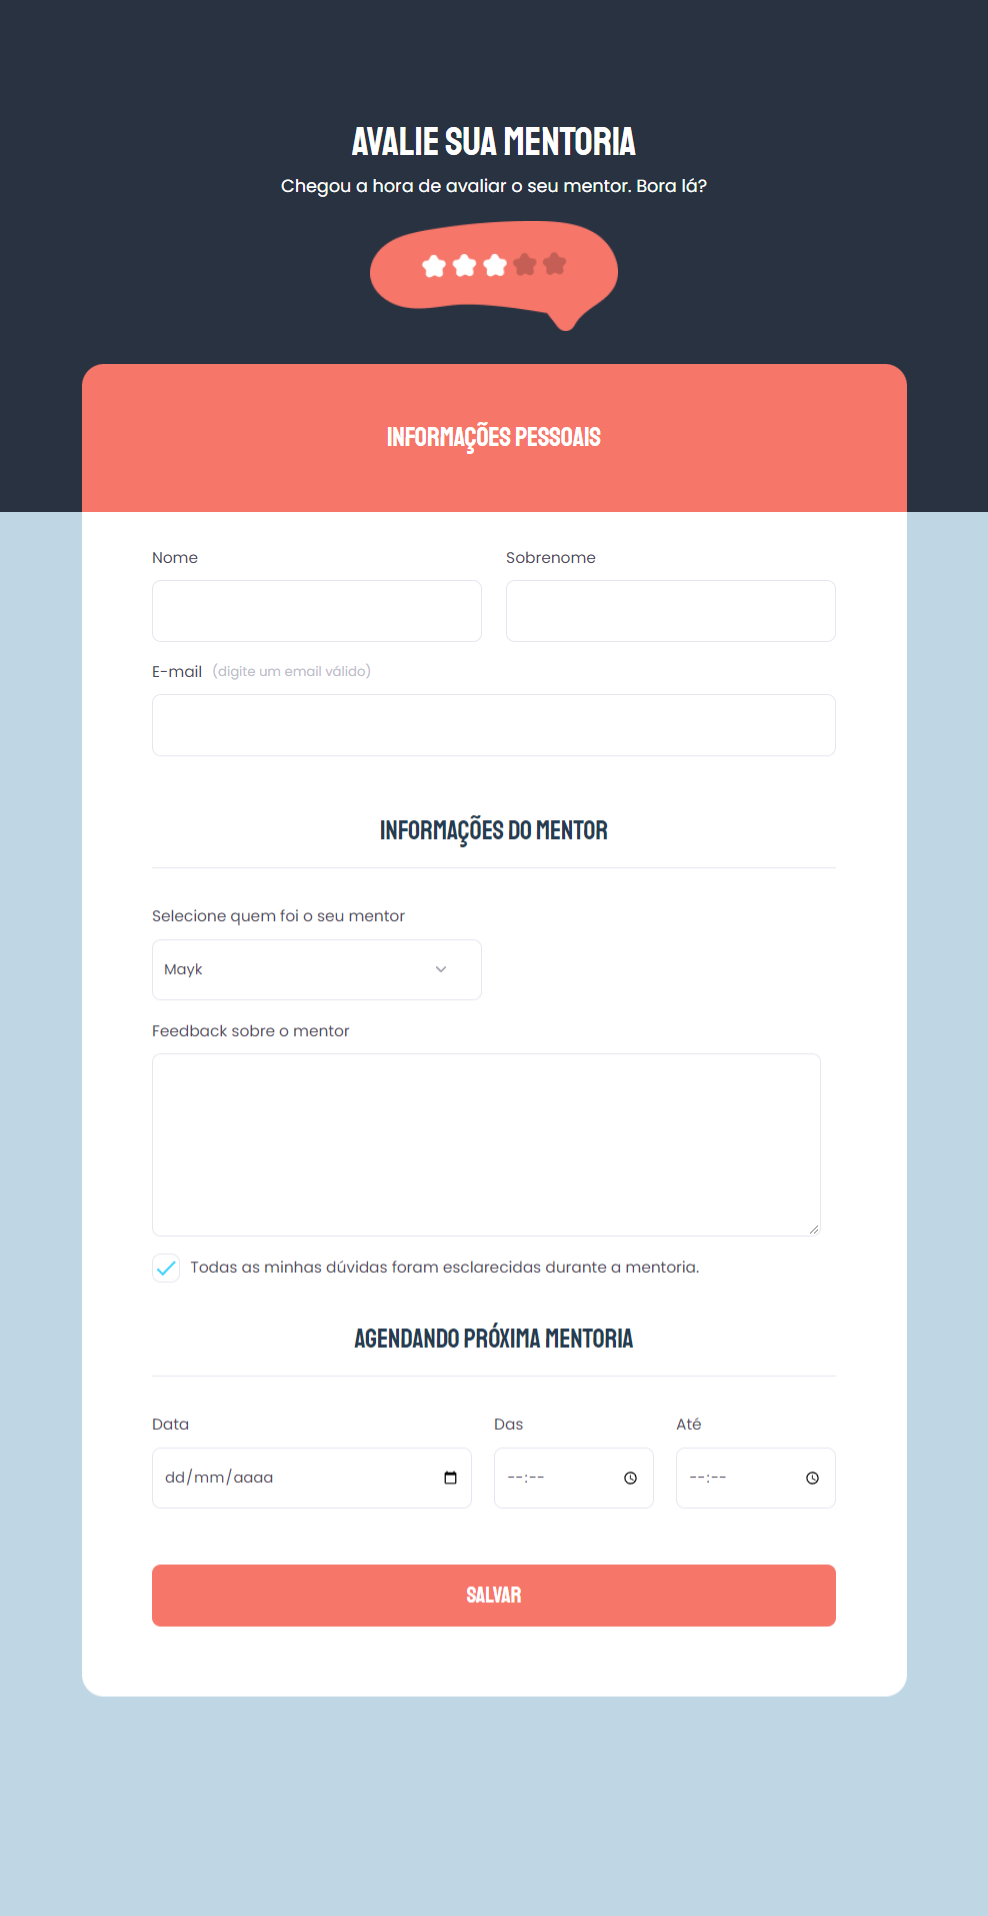 AVALIE SUA MENTORIA
Chegou a hora de avaliar o seu mentor. Bora lá?
INFORMAÇÕES PESSOAIS
Nome
Sobrenome
E-mail (digite um email válido)
INFORMAÇÕES DO MENTOR
Selecione quem foi o seu mentor
Mayk
Feedback sobre o mentor
Todas as minhas dúvidas foram esclarecidas durante a mentoria.
AGENDANDO PRÓXIMA MENTORIA
Data
Das
Até
dd/mm/aaaa
--:--
--:--
SALVAR